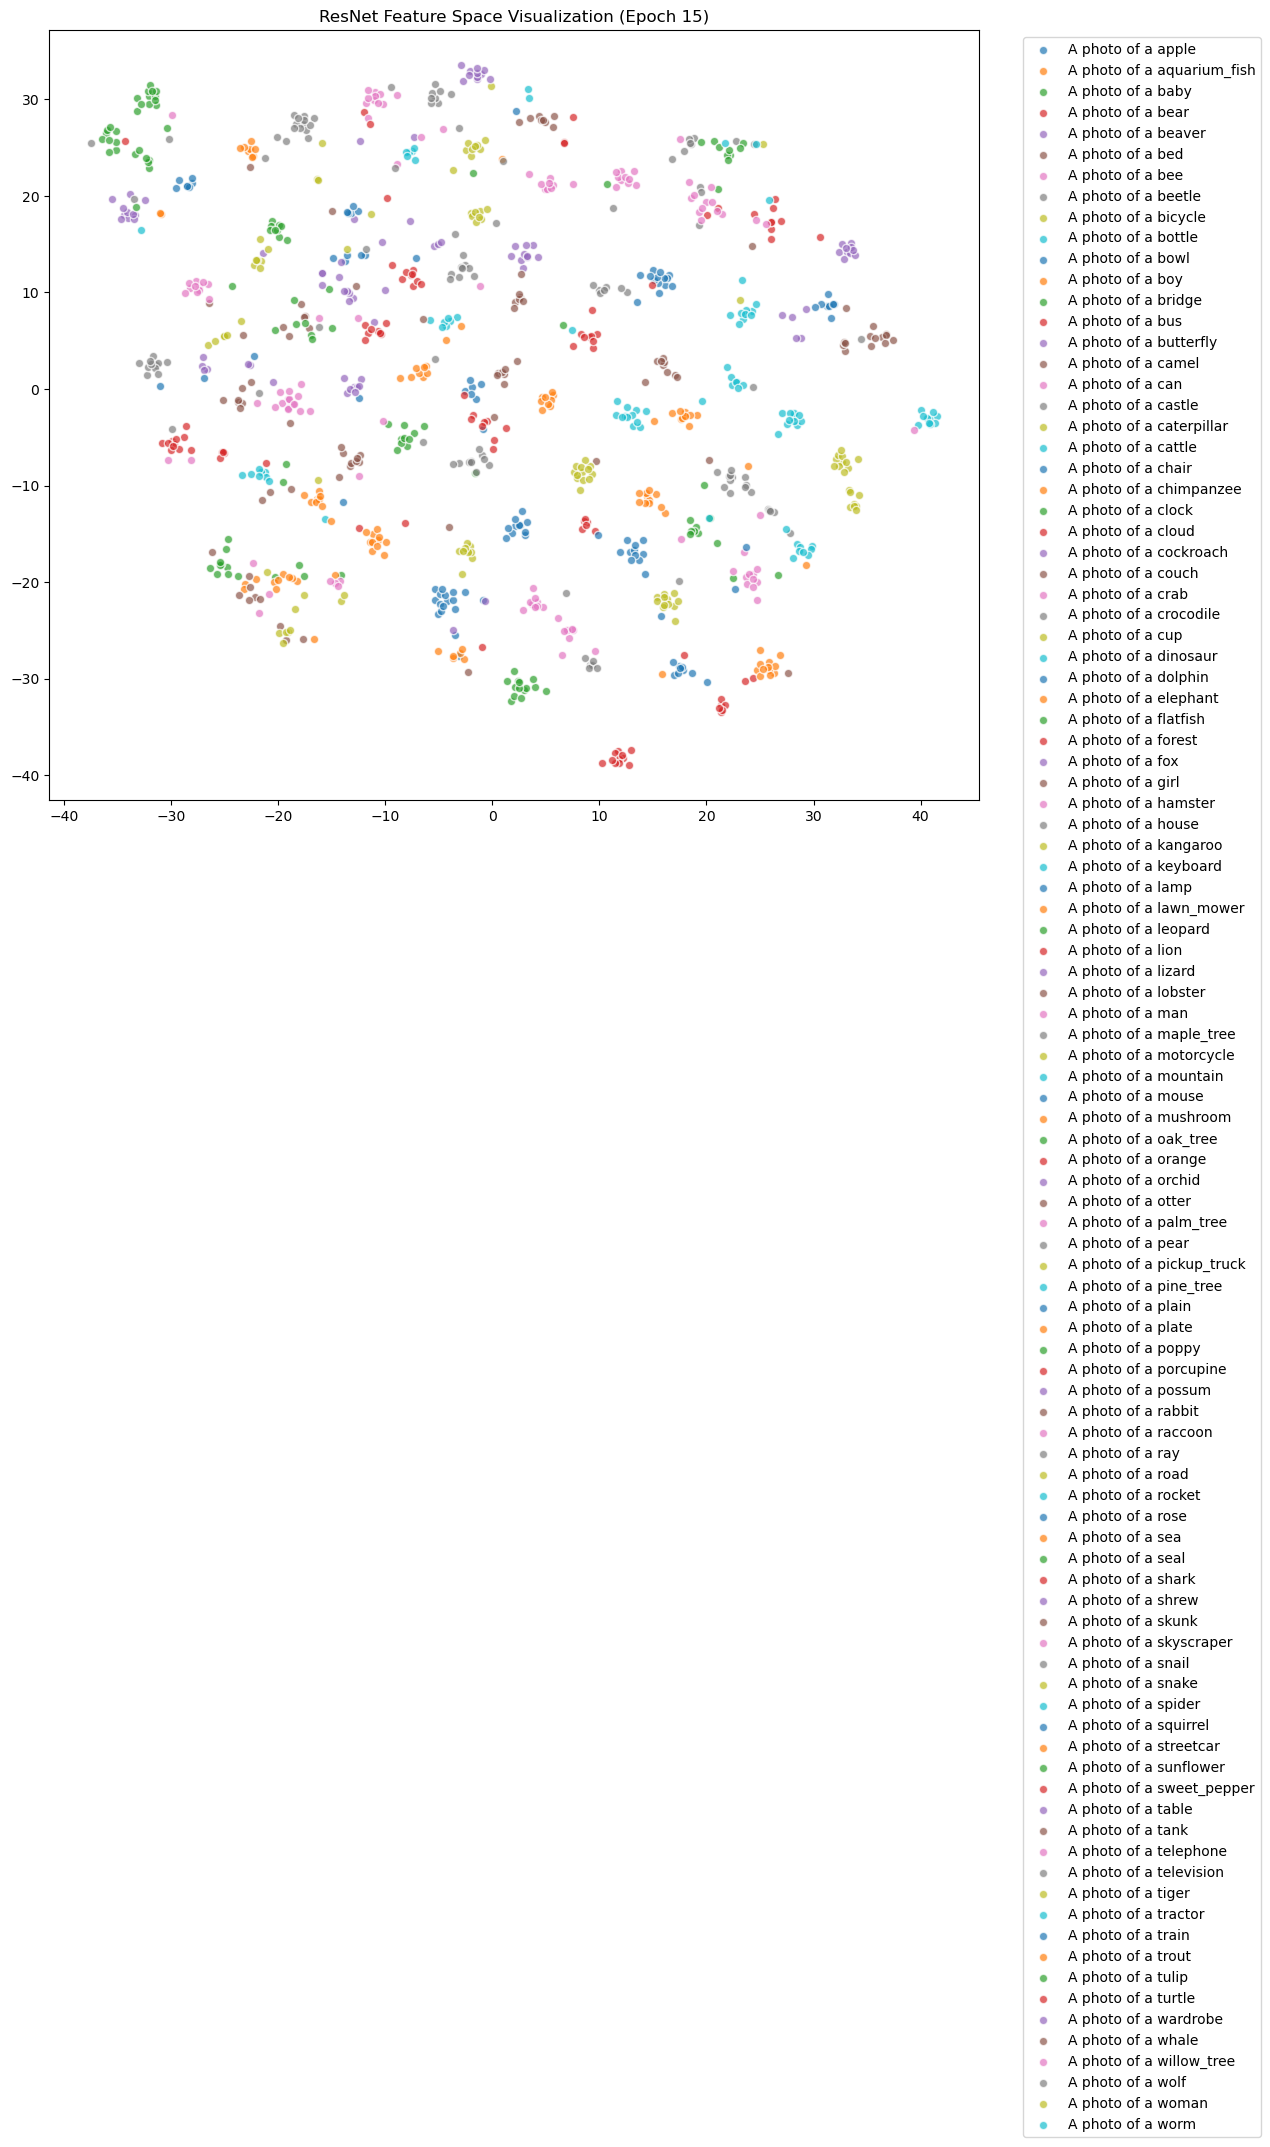 ResNet Feature Space Visualization (Epoch 15)
30
20
10
0
−10
−20
−30
−40
−40
−30
−20
−10
0
10
20
30
40
A photo of a apple
A photo of a aquarium_fish
A photo of a baby
A photo of a bear
A photo of a beaver
A photo of a bed
A photo of a bee
A photo of a beetle
A photo of a bicycle
A photo of a bottle
A photo of a bowl
A photo of a boy
A photo of a bridge
A photo of a bus
A photo of a butterfly
A photo of a camel
A photo of a can
A photo of a castle
A photo of a caterpillar
A photo of a cattle
A photo of a chair
A photo of a chimpanzee
A photo of a clock
A photo of a cloud
A photo of a cockroach
A photo of a couch
A photo of a crab
A photo of a crocodile
A photo of a cup
A photo of a dinosaur
A photo of a dolphin
A photo of a elephant
A photo of a flatfish
A photo of a forest
A photo of a fox
A photo of a girl
A photo of a hamster
A photo of a house
A photo of a kangaroo
A photo of a keyboard
A photo of a lamp
A photo of a lawn_mower
A photo of a leopard
A photo of a lion
A photo of a lizard
A photo of a lobster
A photo of a man
A photo of a maple_tree
A photo of a motorcycle
A photo of a mountain
A photo of a mouse
A photo of a mushroom
A photo of a oak_tree
A photo of a orange
A photo of a orchid
A photo of a otter
A photo of a palm_tree
A photo of a pear
A photo of a pickup_truck
A photo of a pine_tree
A photo of a plain
A photo of a plate
A photo of a poppy
A photo of a porcupine
A photo of a possum
A photo of a rabbit
A photo of a raccoon
A photo of a ray
A photo of a road
A photo of a rocket
A photo of a rose
A photo of a sea
A photo of a seal
A photo of a shark
A photo of a shrew
A photo of a skunk
A photo of a skyscraper
A photo of a snail
A photo of a snake
A photo of a spider
A photo of a squirrel
A photo of a streetcar
A photo of a sunflower
A photo of a sweet_pepper
A photo of a table
A photo of a tank
A photo of a telephone
A photo of a television
A photo of a tiger
A photo of a tractor
A photo of a train
A photo of a trout
A photo of a tulip
A photo of a turtle
A photo of a wardrobe
A photo of a whale
A photo of a willow_tree
A photo of a wolf
A photo of a woman
A photo of a worm